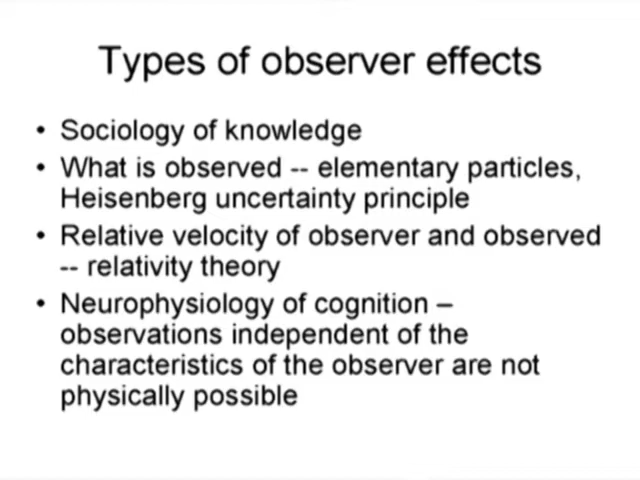 Types of observer effects
• Sociology of knowledge
• What is observed -- elementary particles,
Heisenberg uncertainty principle
• Relative velocity of observer and observed
-- relativity theory
• Neurophysiology of cognition –
observations independent of the
characteristics of the observer are not
physically possible